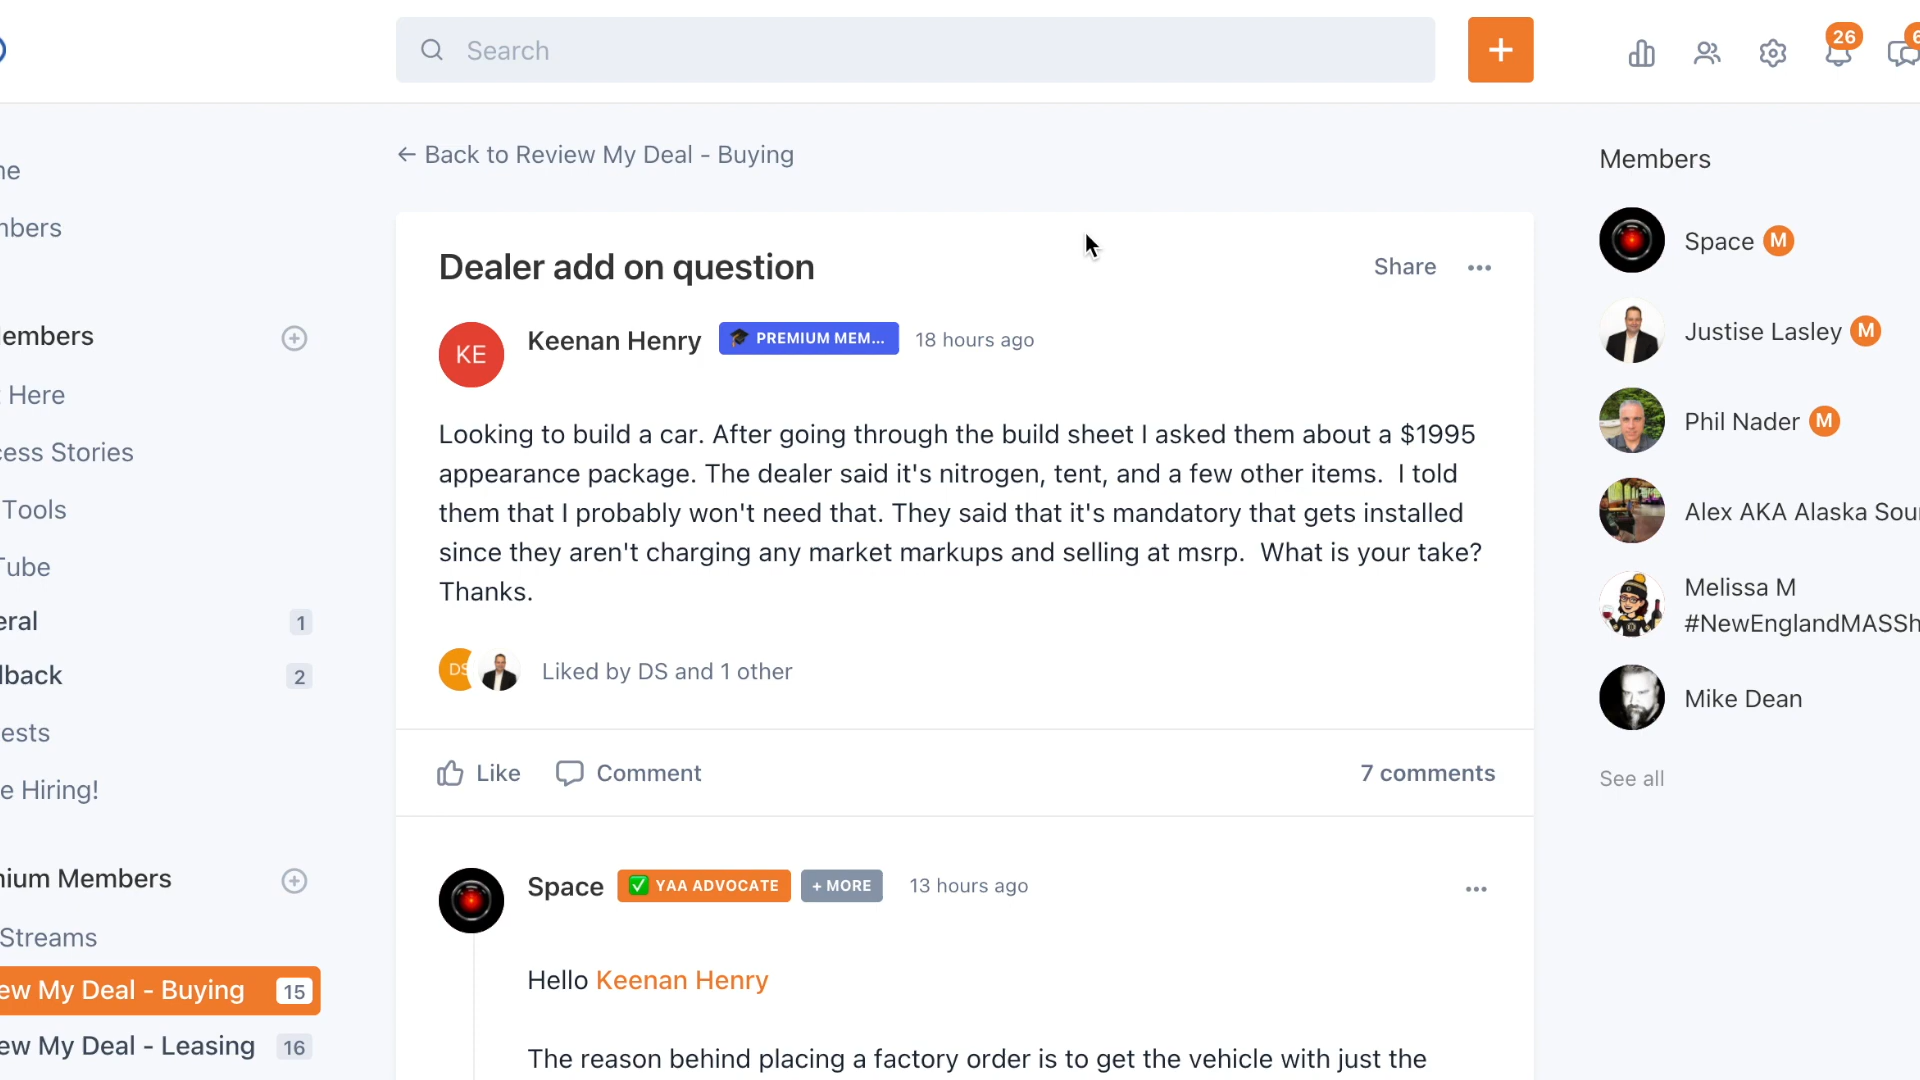 Search
26
6
← Back to Review My Deal - Buying
Members
ne
nbers
embers
Here
cess Stories
Tools
Tube
eral
1
lback
2
ests
e Hiring!
nium Members
Streams
ew My Deal - Buying
15
ew My Deal - Leasing
16
Dealer add on question
Share
KE
Keenan Henry
PREMIUM MEM...
18 hours ago
Looking to build a car. After going through the build sheet I asked them about a $1995
appearance package. The dealer said it's nitrogen, tent, and a few other items. I told
them that I probably won't need that. They said that it's mandatory that gets installed
since they aren't charging any market markups and selling at msrp. What is your take?
Thanks.
DS
Liked by DS and 1 other
Like
Comment
7 comments
Space
YAA ADVOCATE
+ MORE
13 hours ago
Hello Keenan Henry
The reason behind placing a factory order is to get the vehicle with just the
Space M
Justise Lasley M
Phil Nader M
Alex AKA Alaska Sou
Melissa M
#NewEnglandMASSh
Mike Dean
See all